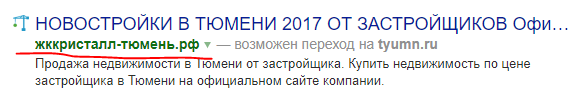 НОВОСТРОЙКИ В ТЮМЕНИ 2017 ОТ ЗАСТРОЙЩИКОВ Офи...
жккристалл-тюмень.рф — возможен переход на tyumn.ru
Продажа недвижимости в Тюмени от застройщика. Купить недвижимость по цене
застройщика в Тюмени на официальном сайте компании.